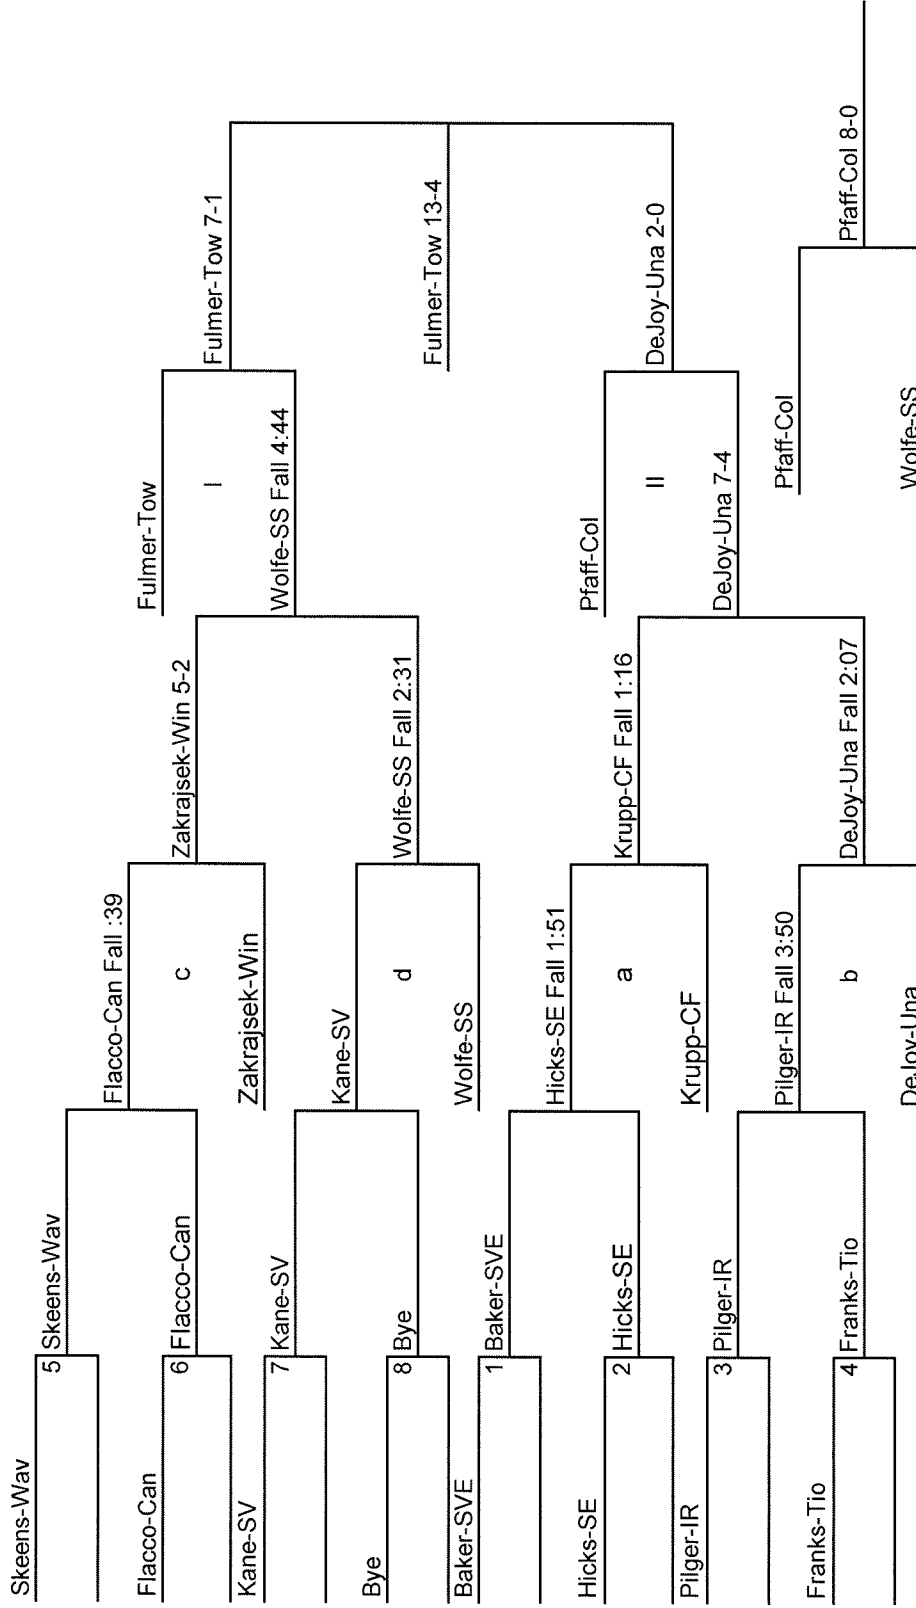 Skeens-Wav
Flacco-Can
Kane-SV
Bye
Baker-SVE
Hicks-SE
Pilger-IR
Franks-Tio
5
6
7
8
1
2
3
4
Skeens-Wav
Flacco-Can
Kane-SV
Bye
Baker-SVE
Hicks-SE
Pilger-IR
Franks-Tio
Flacco-Can Fall :39
c
Zakrajsek-Win
Kane-SV
d
Wolfe-SS
Hicks-SE Fall 1:51
a
Krupp-CF
Pilger-IR Fall 3:50
b
DeJoy-Una
Zakrajsek-Win 5-2
Wolfe-SS Fall 2:31
Krupp-CF Fall 1:16
DeJoy-Una Fall 2:07
Fulmer-Tow
I
Wolfe-SS Fall 4:44
Pfaff-Col
II
DeJoy-Una 7-4
Fulmer-Tow 7-1
Fulmer-Tow 13-4
DeJoy-Una 2-0
Pfaff-Col
Wolfe-SS
Pfaff-Col 8-0